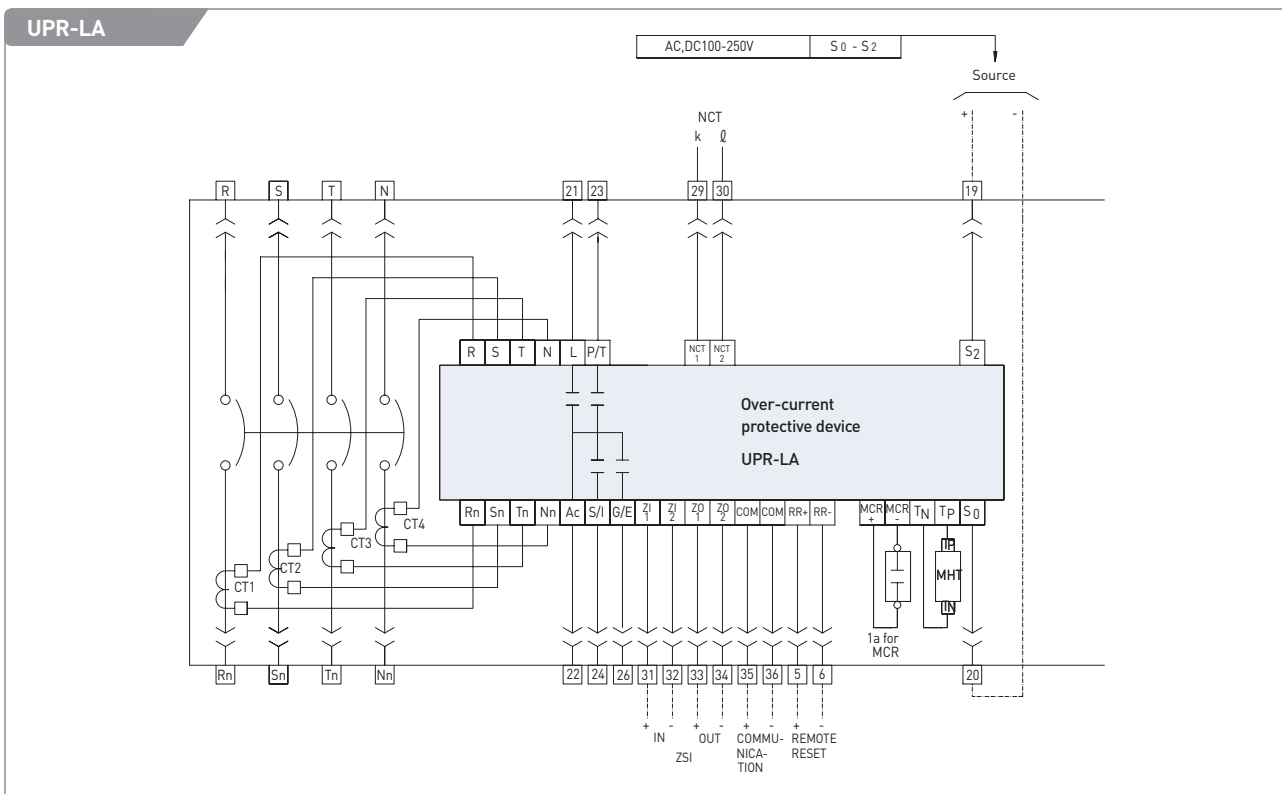 UPR-LA
AC,DC100-250V S0 - S2
Source
+ -
NCT
k ℓ
R S T N 21 23 29 30 19
R S T N L P/T NCT 1 NCT 2 S2
Over-current
protective device
UPR-LA
Rn Sn Tn Nn Ac S/I G/E ZI 1 ZI 2 ZO 1 ZO 2 COM COM RR+ RR- MCR + MCR - TN TP S0
CT4
CT3
CT2
CT1
TP
MHT
TN
1a for
MCR
Rn Sn Tn Nn 22 24 26 31 32 33 34 35 36 5 6 20
+ - + - + - + -
IN OUT COMMU- REMOTE
ZSI NICA- RESET
TION